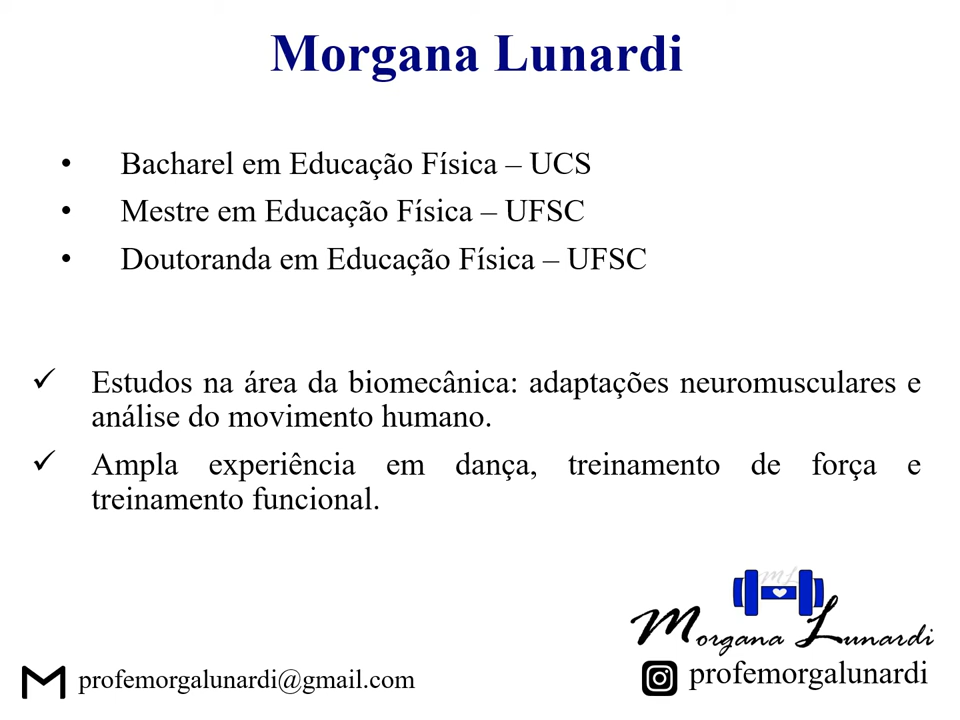 Morgana Lunardi
• Bacharel em Educação Física – UCS
• Mestre em Educação Física – UFSC
• Doutoranda em Educação Física – UFSC
✓ Estudos na área da biomecânica: adaptações neuromusculares e
análise do movimento humano.
✓ Ampla experiência em dança, treinamento de força e
treinamento funcional.
ML
Morgana Lunardi
profemorgalunardi@gmail.com
profemorgalunardi